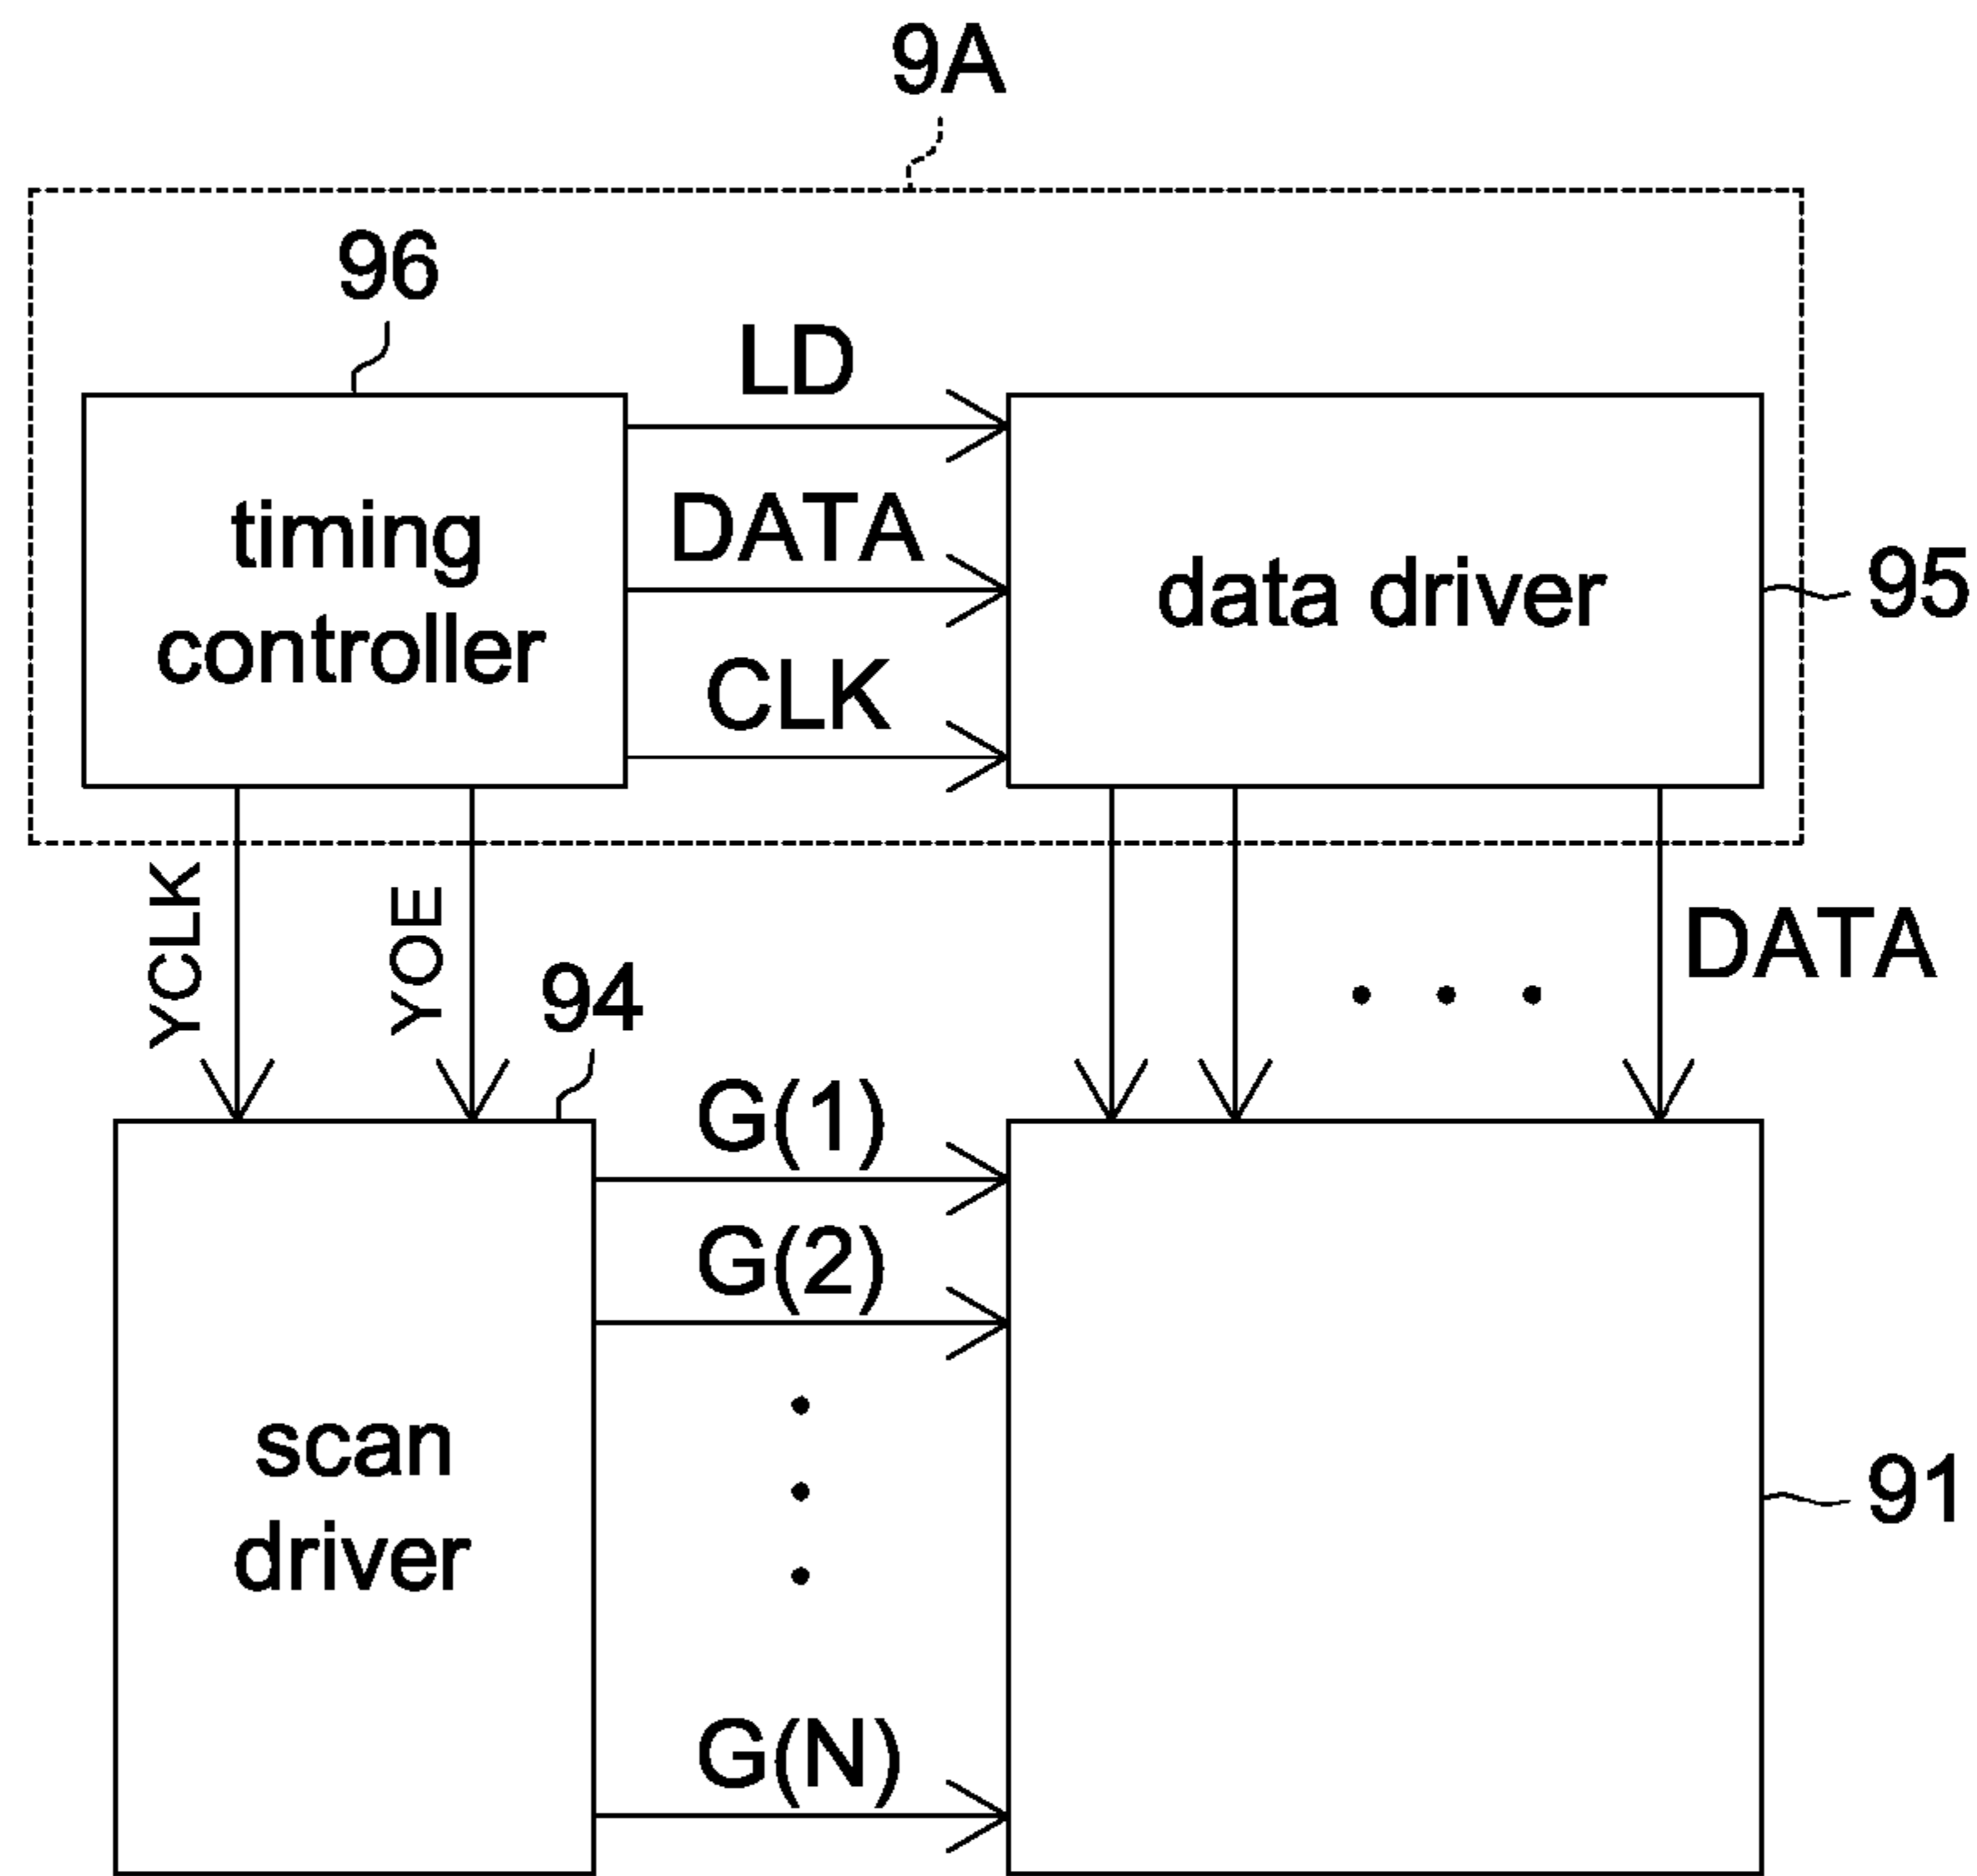 9A
96
LD
timing
controller
DATA
CLK
data driver
95
YCLK
YOE
94
DATA
G(1)
G(2)
scan
driver
91
G(N)